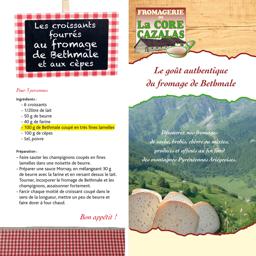 Les croissants
fourrés
au fromage
de Bethmale
et aux cèpes
Pour 3 personnes
Ingrédients :
- 6 croissants
- 1/2litre de lait
- 50 g de beurre
- 40 g de farine
- 100 g de Bethmale coupé en très fines lamelles
- 100 g de cèpes
- Sel, poivre
Préparation :
- Faire sauter les champignons coupés en fines
lamelles dans une noisette de beurre.
- Préparer une sauce Mornay, en mélangeant 30 g
de beurre avec la farine et en versant dessus le lait.
Tourner, incorporer le fromage de Bethmale et les
champignons, assaisonner fortement.
- Farcir chaque moitié de croissant coupé dans le
sens de la longueur, mettre un peu de beurre et
faire dorer à four chaud.
Bon appétit !
FROMAGERIE
La CORE
CAZALAS
Le goût authentique
du fromage de Bethmale
Découvrez nos fromages
de vache, brebis, chèvre ou mixtes,
produits et affinés au fin fond
des montagnes Pyrénéennes Ariégeoises.